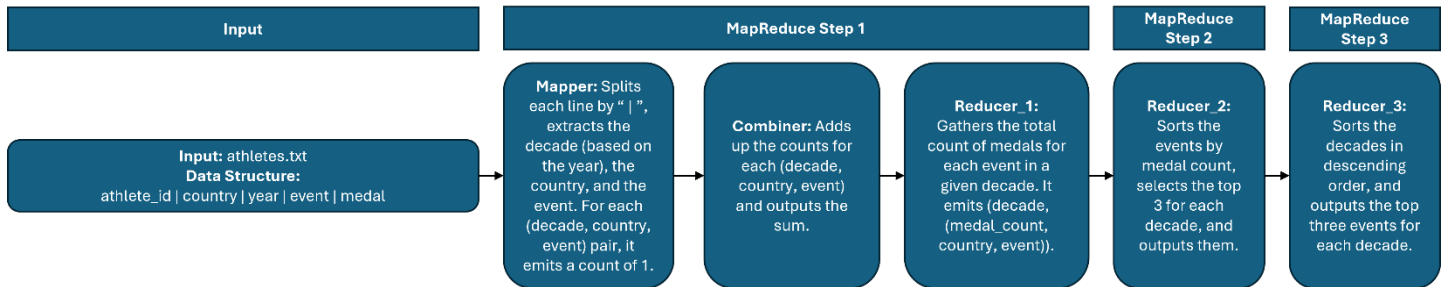 Input
MapReduce Step 1
MapReduce
Step 2
MapReduce
Step 3
Input: athletes.txt
Data Structure:
athlete_id | country | year | event | medal
Mapper: Splits
each line by “ | ”,
extracts the
decade (based on
the year), the
country, and the
event. For each
(decade, country,
event) pair, it
emits a count of 1.
Combiner: Adds
up the counts for
each (decade,
country, event)
and outputs the
sum.
Reducer_1:
Gathers the total
count of medals for
each event in a
given decade. It
emits (decade,
(medal_count,
country, event)).
Reducer_2:
Sorts the
events by
medal count,
selects the top
3 for each
decade, and
outputs them.
Reducer_3:
Sorts the
decades in
descending
order, and
outputs the top
three events for
each decade.